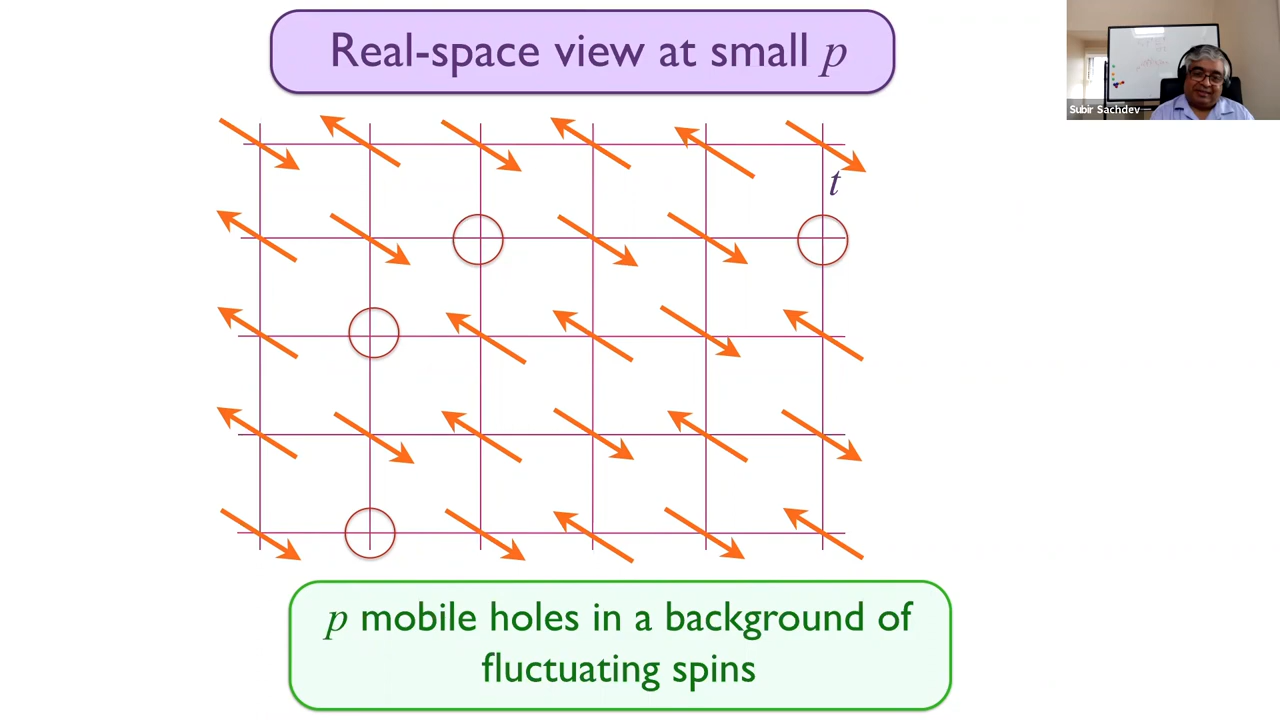 Real-space view at small p
Subir Sachdev
t
p mobile holes in a background of
fluctuating spins